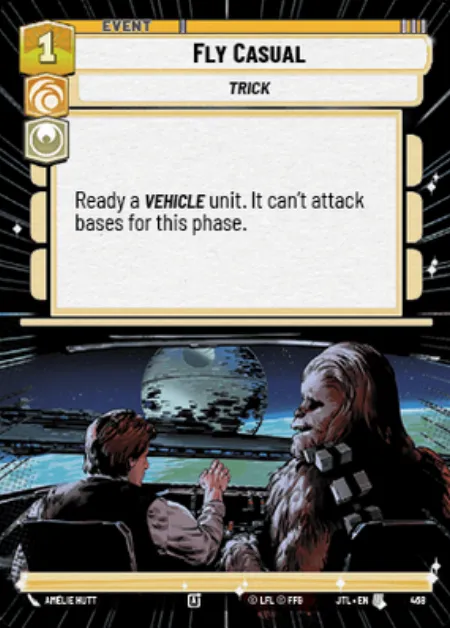 EVENT
1
FLY CASUAL
TRICK
Ready a VEHICLE unit. It can't attack
bases for this phase.
AMÉLIE HUTT
A
© LFL © FFG
JTL • EN
468